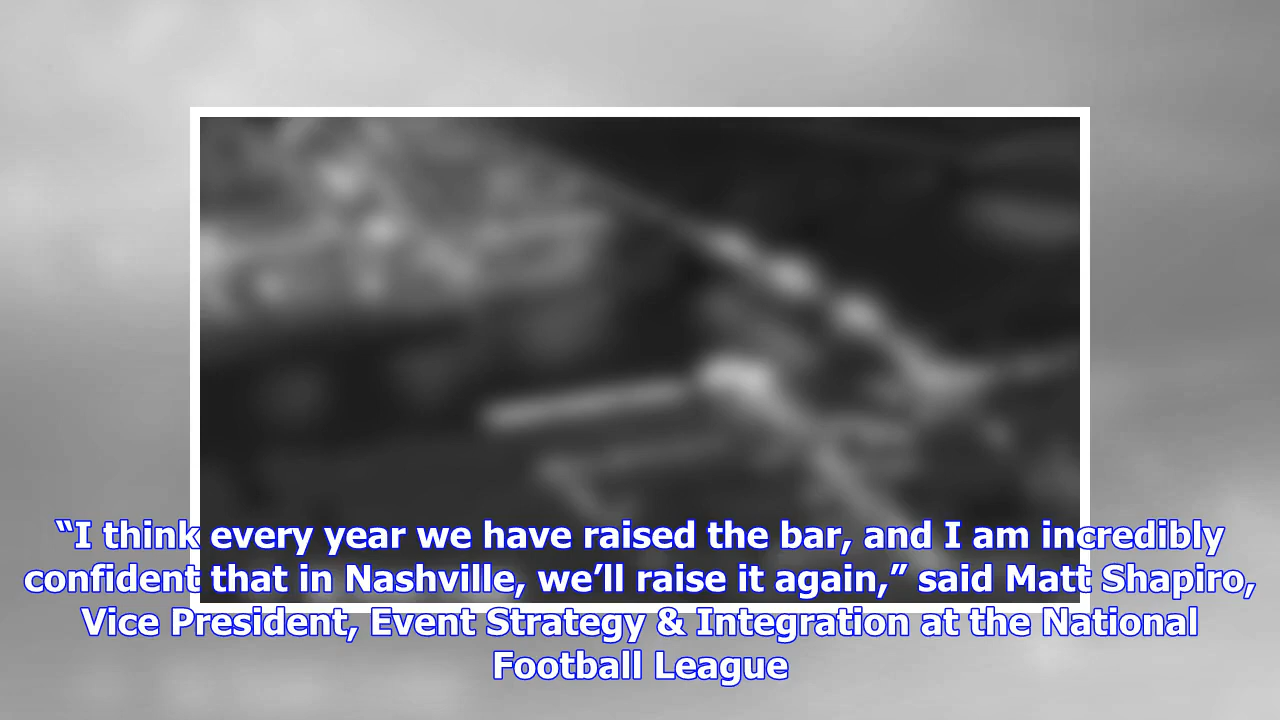 “I think every year we have raised the bar, and I am incredibly
confident that in Nashville, we’ll raise it again,” said Matt Shapiro,
Vice President, Event Strategy & Integration at the National
Football League